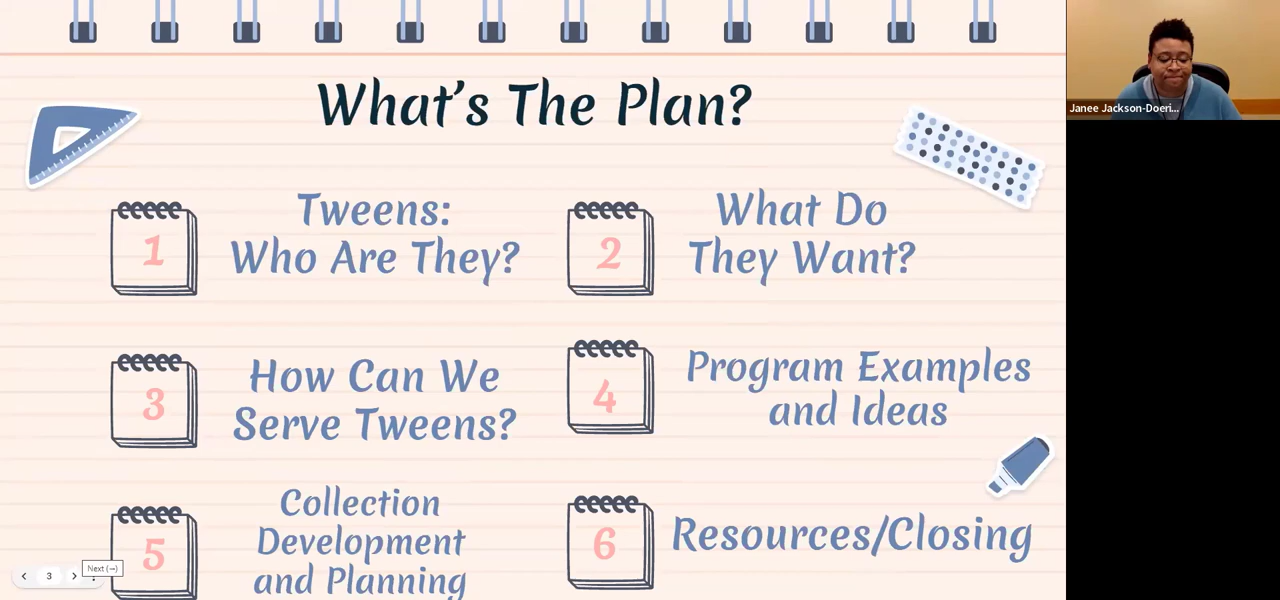 What's The Plan?
1
Tweens:
Who Are They?
2
What Do
They Want?
3
How Can We
Serve Tweens?
4
Program Examples
and Ideas
5
Collection
Development
and Planning
6
Resources/Closing
3
Next (→)
Janee Jackson-Doeri...